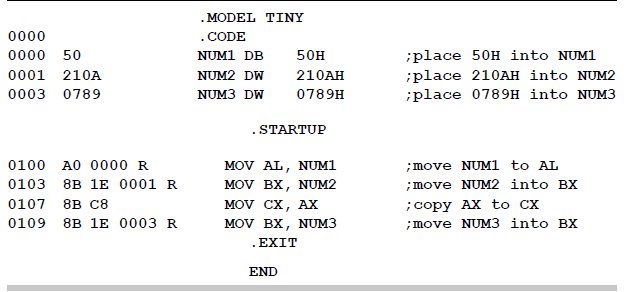 .MODEL TINY
0000 .CODE
0000 50 NUM1 DB 50H ;place 50H into NUM1
0001 210A NUM2 DW 210AH ;place 210AH into NUM2
0003 0789 NUM3 DW 0789H ;place 0789H into NUM3
.STARTUP
0100 A0 0000 R MOV AL, NUM1 ;move NUM1 to AL
0103 8B 1E 0001 R MOV BX, NUM2 ;move NUM2 into BX
0107 8B C8 MOV CX, AX ;copy AX to CX
0109 8B 1E 0003 R MOV BX, NUM3 ;move NUM3 into BX
.EXIT
END